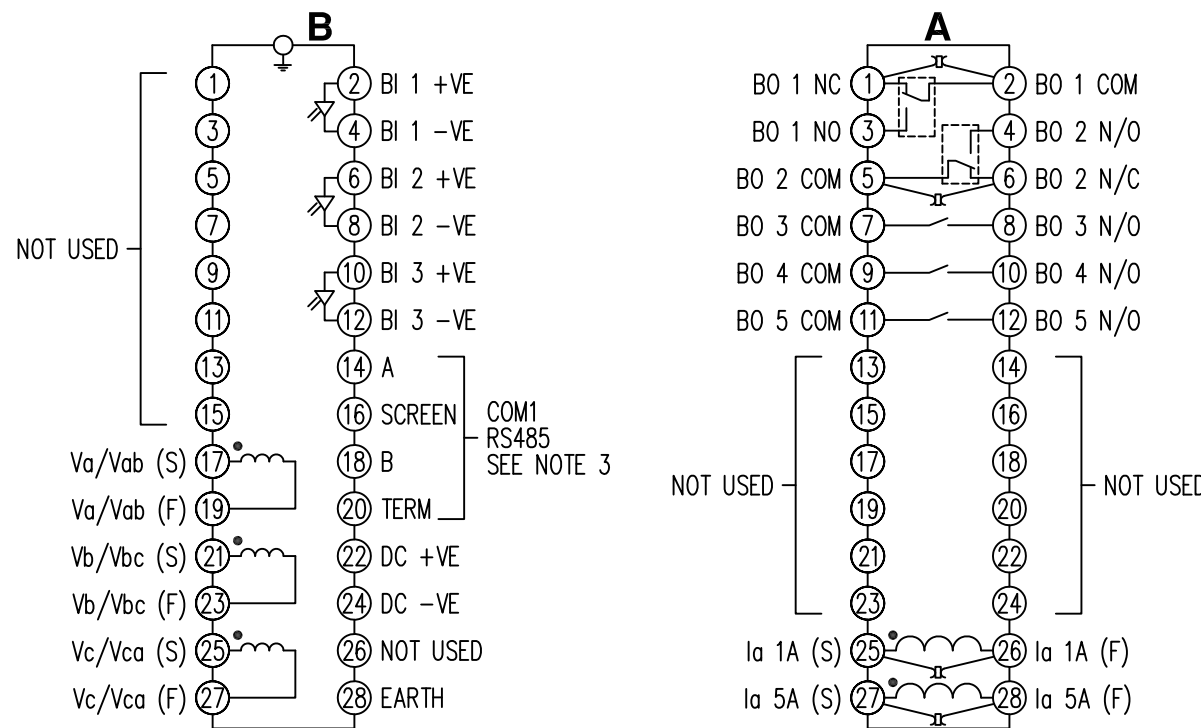 B
1 2 BI 1 +VE
3 4 BI 1 -VE
5 6 BI 2 +VE
7 8 BI 2 -VE
NOT USED
9 10 BI 3 +VE
11 12 BI 3 -VE
13 14 A
15 16 SCREEN
COM1
RS485
SEE NOTE 3
Va/Vab (S) 17 18 B
Va/Vab (F) 19 20 TERM
Vb/Vbc (S) 21 22 DC +VE
Vb/Vbc (F) 23 24 DC -VE
Vc/Vca (S) 25 26 NOT USED
Vc/Vca (F) 27 28 EARTH
A
BO 1 NC 1 2 BO 1 COM
BO 1 NO 3 4 BO 2 N/O
BO 2 COM 5 6 BO 2 N/C
BO 3 COM 7 8 BO 3 N/O
BO 4 COM 9 10 BO 4 N/O
BO 5 COM 11 12 BO 5 N/O
13 14
15 16
17 18
NOT USED NOT USED
19 20
21 22
23 24
Ia 1A (S) 25 26 Ia 1A (F)
Ia 5A (S) 27 28 Ia 5A (F)